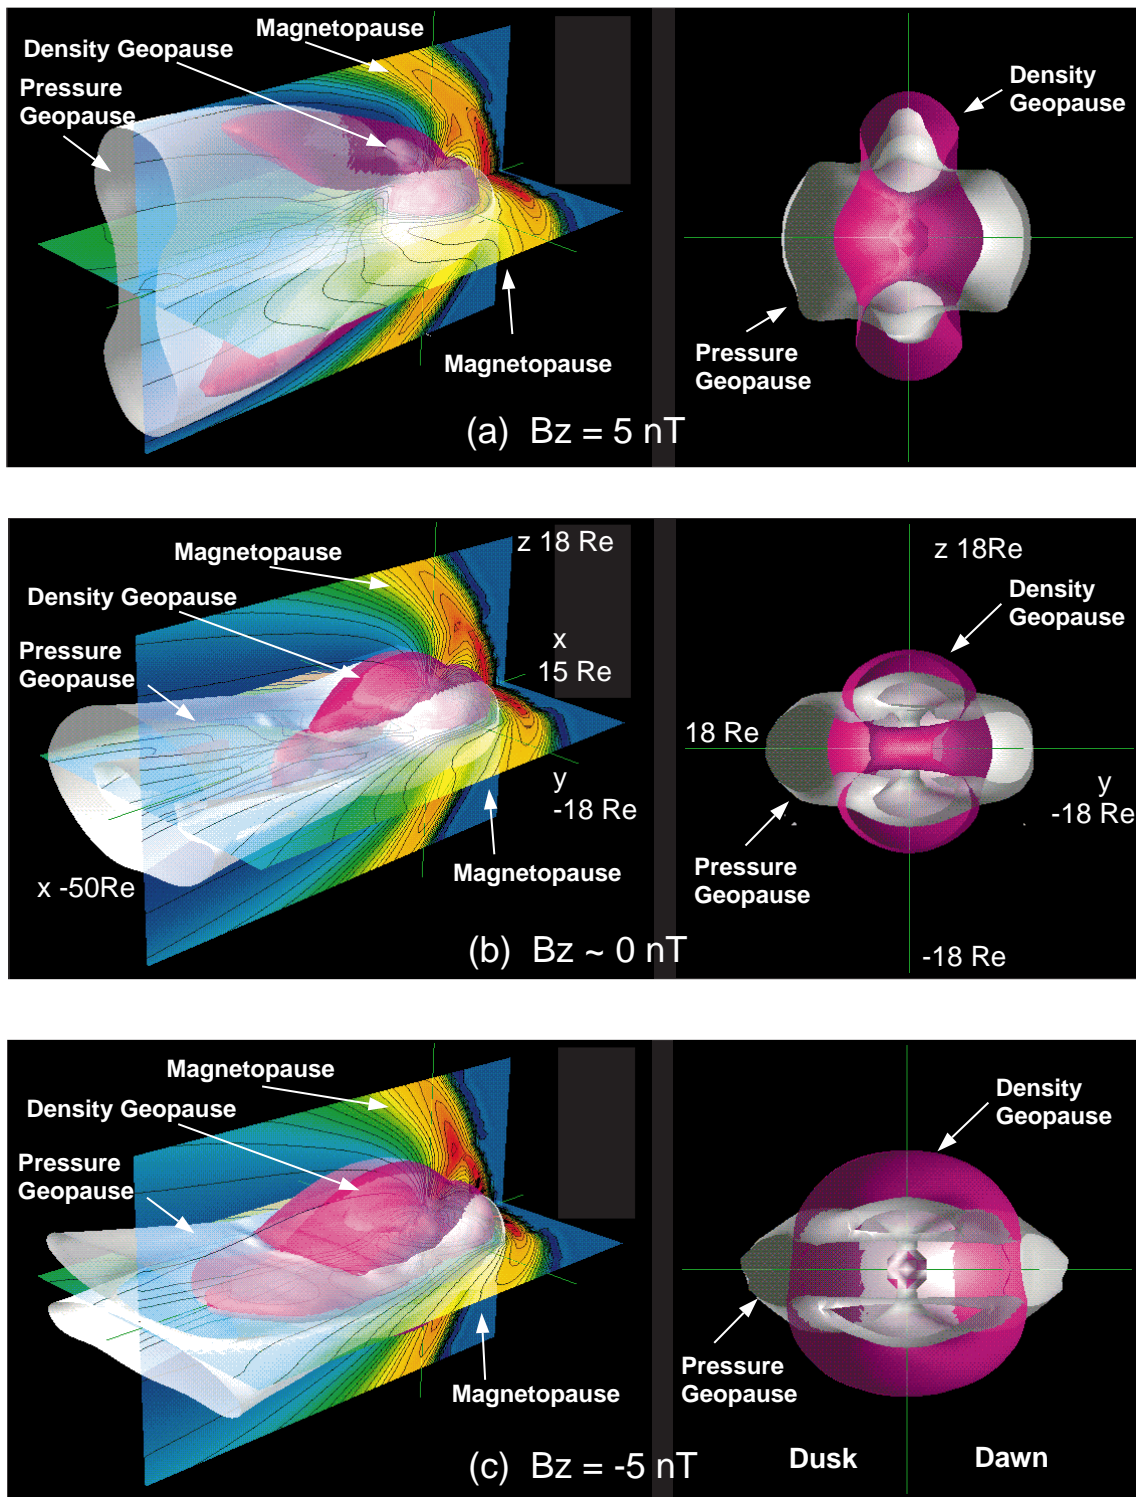 Magnetopause
Density Geopause
Pressure
Geopause
Magnetopause
Density
Geopause
Pressure
Geopause
(a) Bz = 5 nT
z 18 Re
Magnetopause
Density Geopause
Pressure
Geopause
x
15 Re
y
-18 Re
Magnetopause
x -50Re
z 18Re
Density
Geopause
18 Re
y
-18 Re
Pressure
Geopause
-18 Re
(b) Bz ~ 0 nT
Magnetopause
Density Geopause
Pressure
Geopause
Magnetopause
Density
Geopause
Pressure
Geopause
Dusk Dawn
(c) Bz = -5 nT